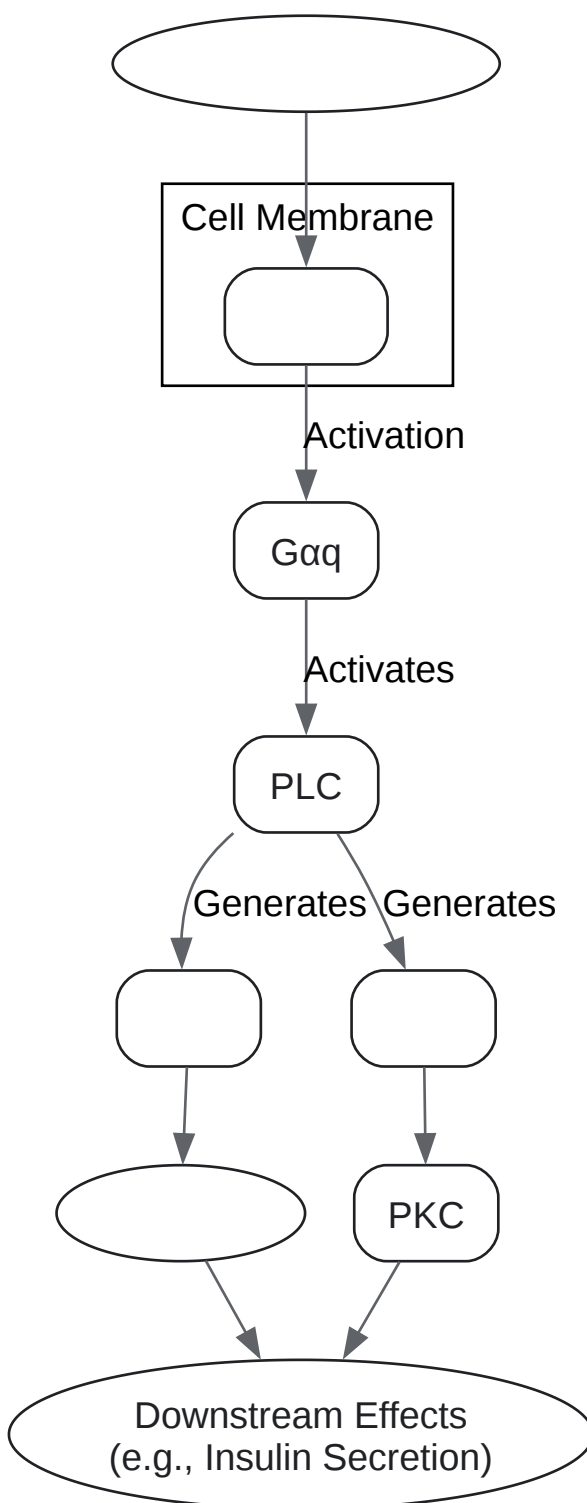 Cell Membrane
Activation
Gαq
Activates
PLC
Generates
Generates
PKC
Downstream Effects
(e.g., Insulin Secretion)